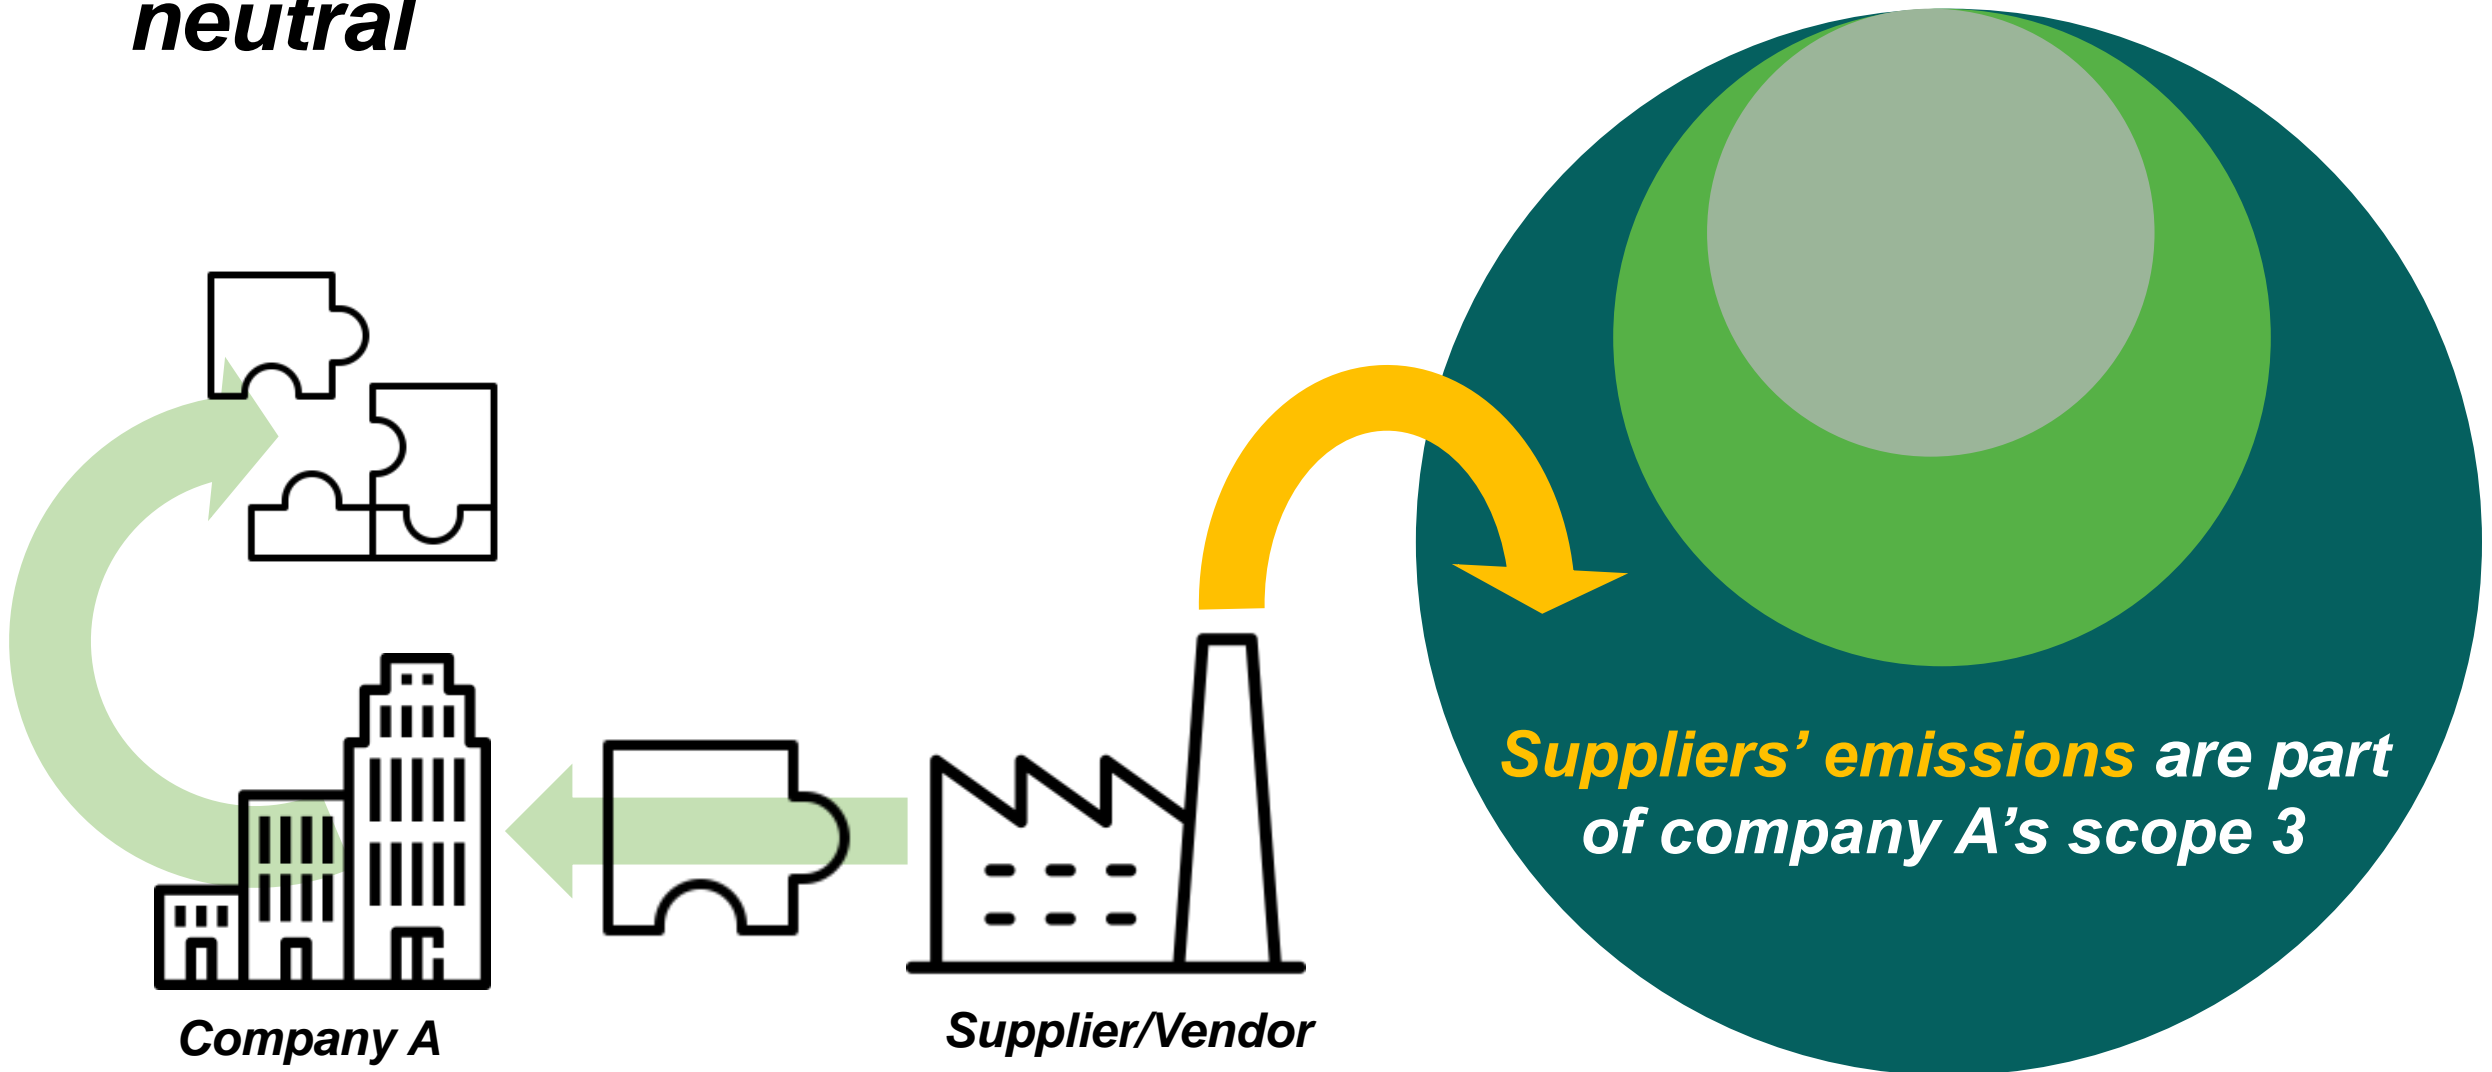 neutral
Suppliers’ emissions are part
of company A’s scope 3
Company A
Supplier/Vendor